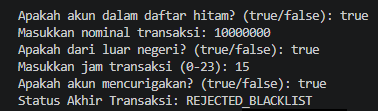 Apakah akun dalam daftar hitam? (true/false): true
Masukkan nominal transaksi: 10000000
Apakah dari luar negeri? (true/false): true
Masukkan jam transaksi (0-23): 15
Apakah akun mencurigakan? (true/false): true
Status Akhir Transaksi: REJECTED_BLACKLIST